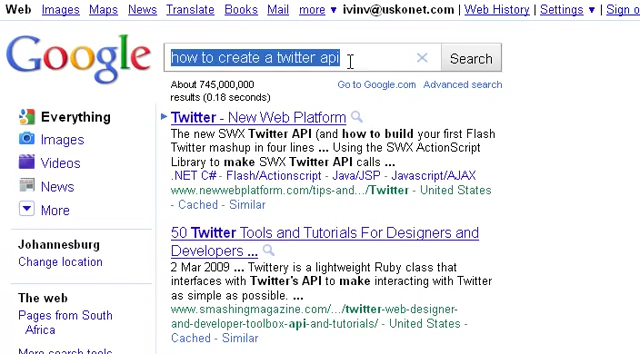 Web Images Maps News Translate Books Mail more ▼ ivinv@uskonet.com | Web History | Settings ▼ | Sign o
Google
how to create a twitter api
Search
About 745,000,000
results (0.18 seconds)
Go to Google.com Advanced search
Everything
Images
Videos
News
More
Johannesburg
Change location
The web
Pages from South
Africa
More search tools
Twitter - New Web Platform
The new SWX Twitter API (and how to build your first Flash
Twitter mashup in four lines ... Using the SWX ActionScript
Library to make SWX Twitter API calls ...
.NET C# - Flash/Actionscript - Java/JSP - Javascript/AJAX
www.newwebplatform.com/tips-and.../Twitter - United States
- Cached - Similar
50 Twitter Tools and Tutorials For Designers and
Developers ...
2 Mar 2009 ... Twittery is a lightweight Ruby class that
interfaces with Twitter's API to make interacting with Twitter
as simple as possible. ...
www.smashingmagazine.com/.../twitter-web-designer-
and-developer-toolbox-api-and-tutorials/ - United States -
Cached - Similar